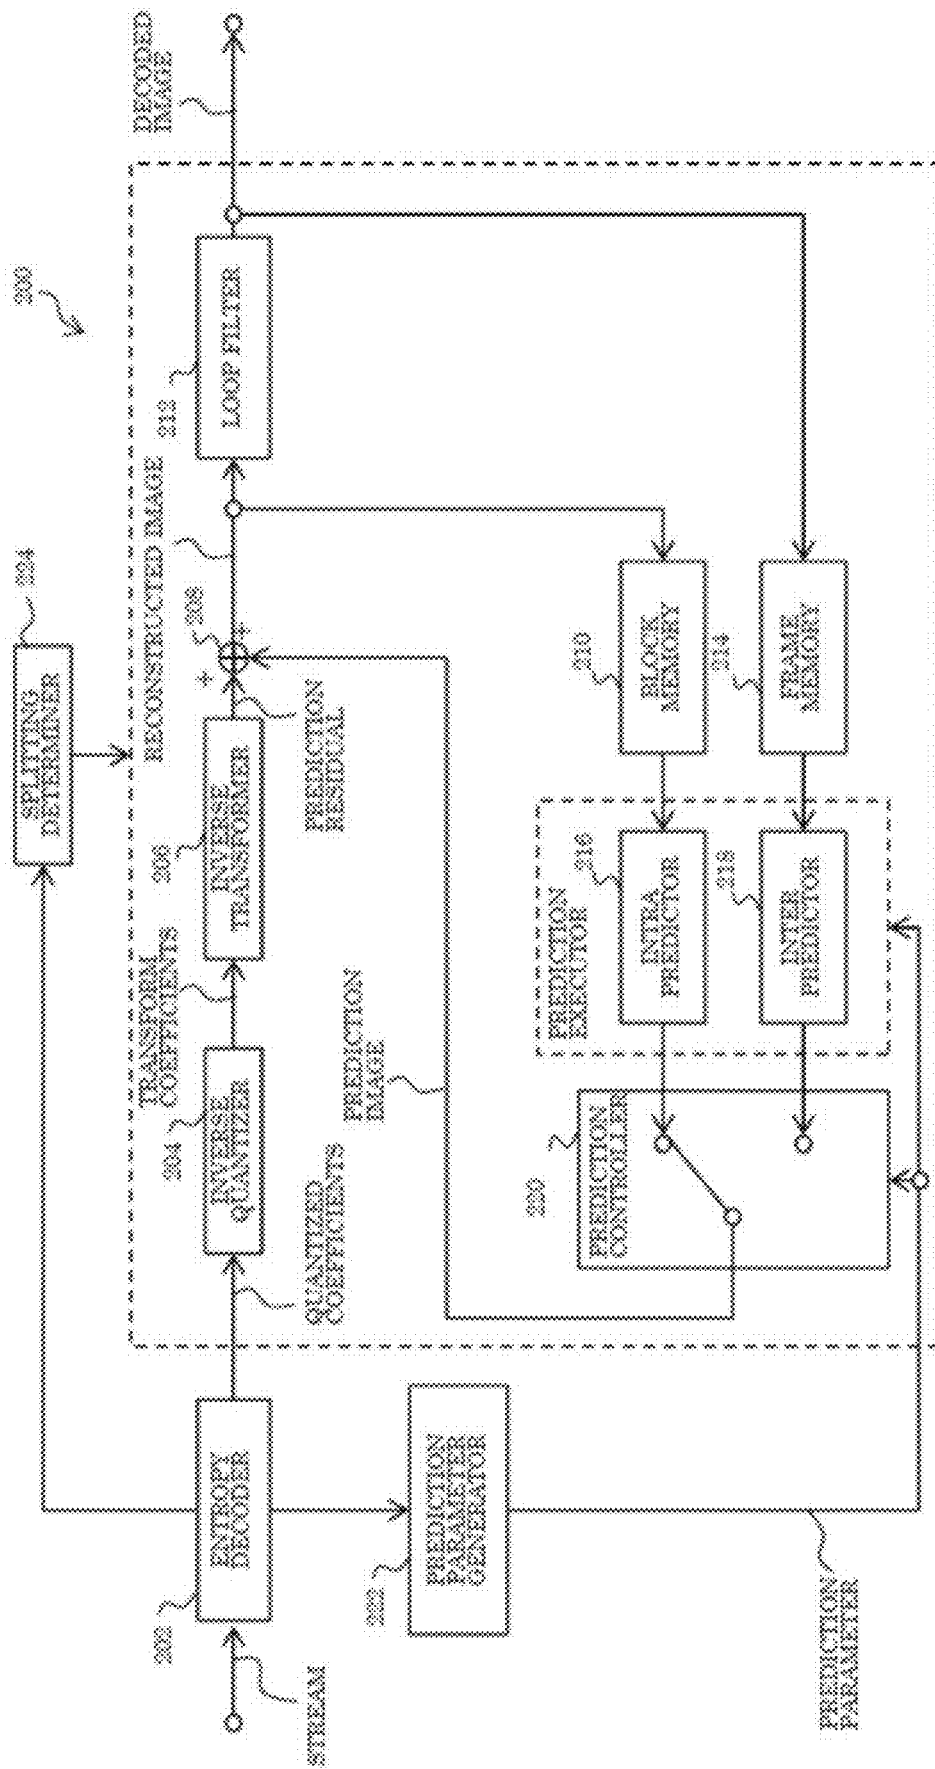 200
224
SPLITTING
DETERMINER
DECODED
IMAGE
RECONSTRUCTED IMAGE
TRANSFORM
COEFFICIENTS
STREAM
202
ENTROPY
DECODER
QUANTIZED
COEFFICIENTS
204
INVERSE
QUANTIZER
206
INVERSE
TRANSFORMER
PREDICTION
RESIDUAL
+
208
+
212
LOOP FILTER
PREDICTION
IMAGE
222
PREDICTION
PARAMETER
GENERATOR
220
PREDICTION
CONTROLLER
PREDICTION
EXECUTOR
216
INTRA
PREDICTOR
210
BLOCK
MEMORY
218
INTER
PREDICTOR
214
FRAME
MEMORY
PREDICTION
PARAMETER